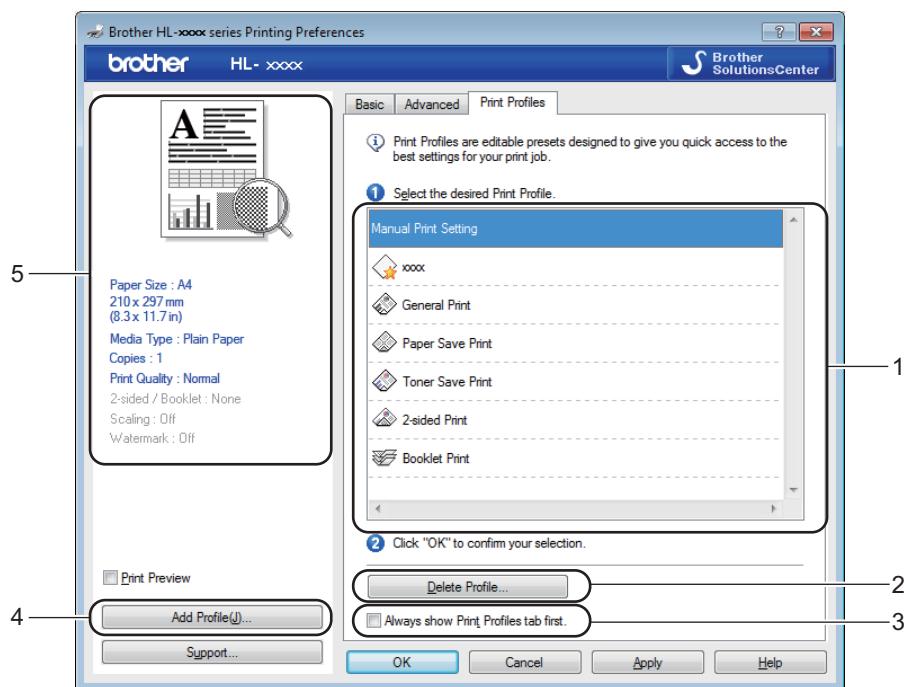 Brother HL-xxxx series Printing Preferences
brother HL- xxxx
Brother
SolutionsCenter
Basic Advanced Print Profiles
Print Profiles are editable presets designed to give you quick access to the
best settings for your print job.
1 Select the desired Print Profile.
Manual Print Setting
xxxx
General Print
Paper Save Print
Toner Save Print
2-sided Print
Booklet Print
2 Click "OK" to confirm your selection.
Delete Profile...
Always show Print Profiles tab first.
OK Cancel Apply Help
A
Paper Size : A4
210 x 297 mm
(8.3 x 11.7 in)
Media Type : Plain Paper
Copies : 1
Print Quality : Normal
2-sided / Booklet : None
Scaling : Off
Watermark : Off
Print Preview
Add Profile(J)...
Support...
1
2
3
4
5